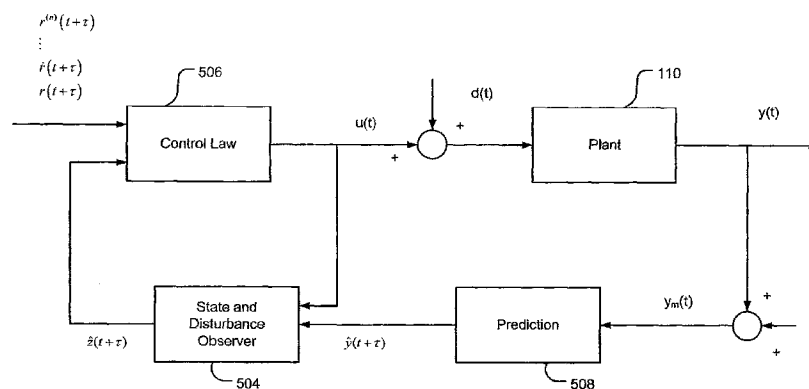 r⁽ⁿ⁾(t+τ)
⋮
ṙ(t+τ)
r(t+τ)
506
Control Law
u(t)
+
d(t)
+
110
Plant
y(t)
State and
Disturbance
Observer
504
ẑ(t+τ)
ŷ(t+τ)
Prediction
508
yₘ(t)
+
+